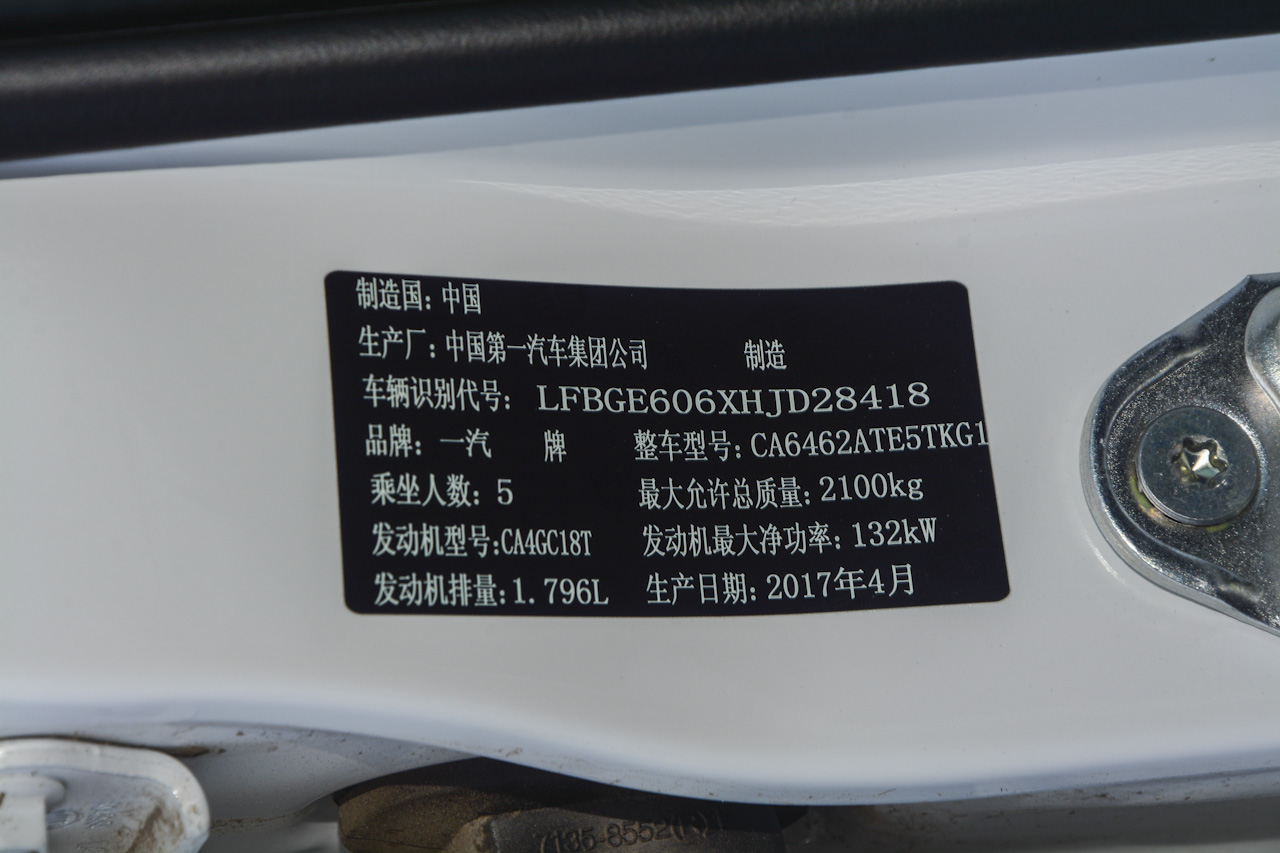 制造国：中国
生产厂：中国第一汽车集团公司 制造
车辆识别代号：LFBGE606XHJD28418
品牌：一汽 牌 整车型号：CA6462ATE5TKG1
乘坐人数：5 最大允许总质量：2100kg
发动机型号：CA4GC18T 发动机最大净功率：132kW
发动机排量：1.796L 生产日期：2017年4月
7135-8552(K)